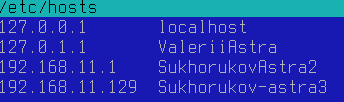 /etc/hosts
127.0.0.1 localhost
127.0.1.1 ValeriiAstra
192.168.11.1 SukhorukovAstra2
192.168.11.129 Sukhorukov-astra3